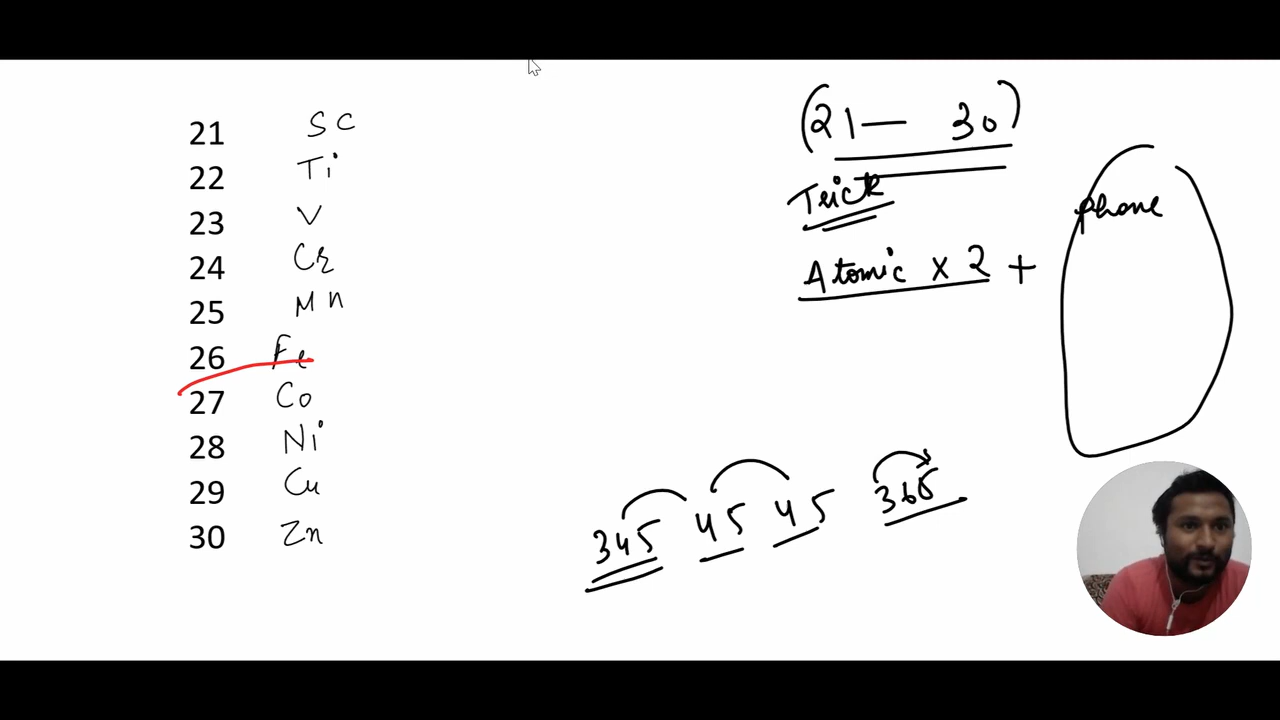 21 Sc
22 Ti
23 V
24 Cr
25 Mn
26 Fe
27 Co
28 Ni
29 Cu
30 Zn
(21— 30)
Trick
Atomic x 2 +
phone
345 45 45 365